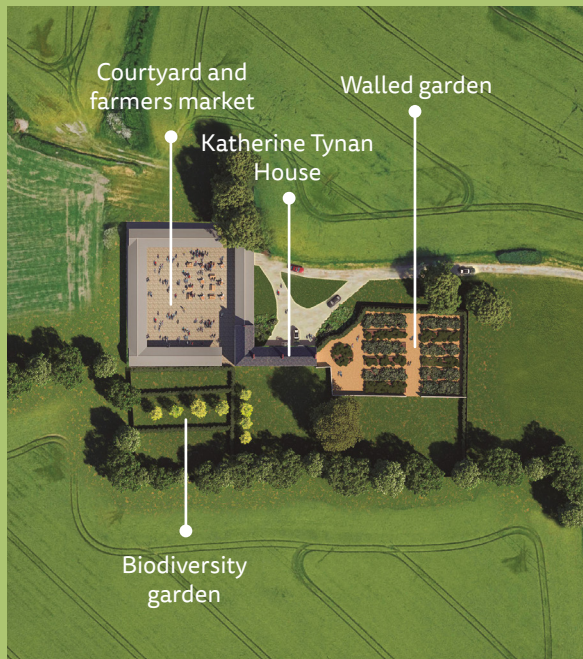 Courtyard and
farmers market
Walled garden
Katherine Tynan
House
Biodiversity
garden